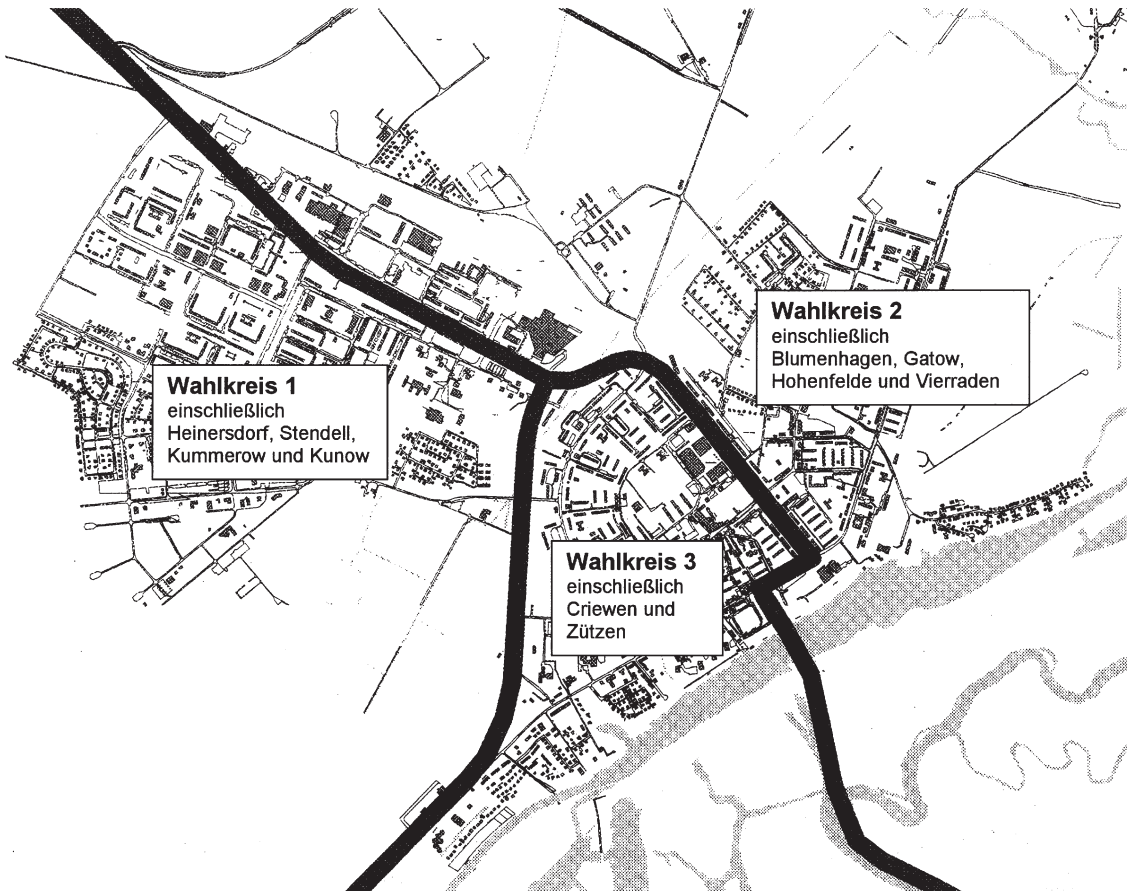 Wahlkreis 1
einschließlich
Heinersdorf, Stendell,
Kummerow und Kunow
Wahlkreis 2
einschließlich
Blumenhagen, Gatow,
Hohenfelde und Vierraden
Wahlkreis 3
einschließlich
Criewen und
Zützen